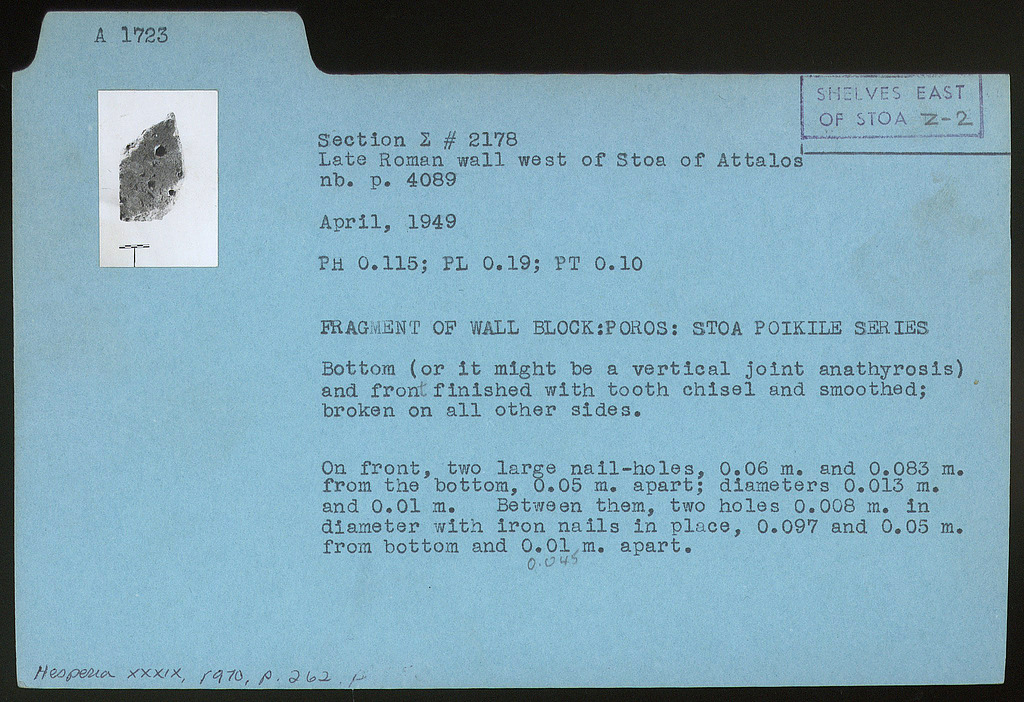 A 1723
SHELVES EAST
OF STOA Z-2
Section Σ # 2178
Late Roman wall west of Stoa of Attalos
nb. p. 4089
April, 1949
PH 0.115; PL 0.19; PT 0.10
FRAGMENT OF WALL BLOCK:POROS: STOA POIKILE SERIES
Bottom (or it might be a vertical joint anathyrosis)
and front finished with tooth chisel and smoothed;
broken on all other sides.
On front, two large nail-holes, 0.06 m. and 0.083 m.
from the bottom, 0.05 m. apart; diameters 0.013 m.
and 0.01 m. Between them, two holes 0.008 m. in
diameter with iron nails in place, 0.097 and 0.05 m.
from bottom and 0.01 m. apart.
0.045
Hesperia XXXIX, 1970, p. 262